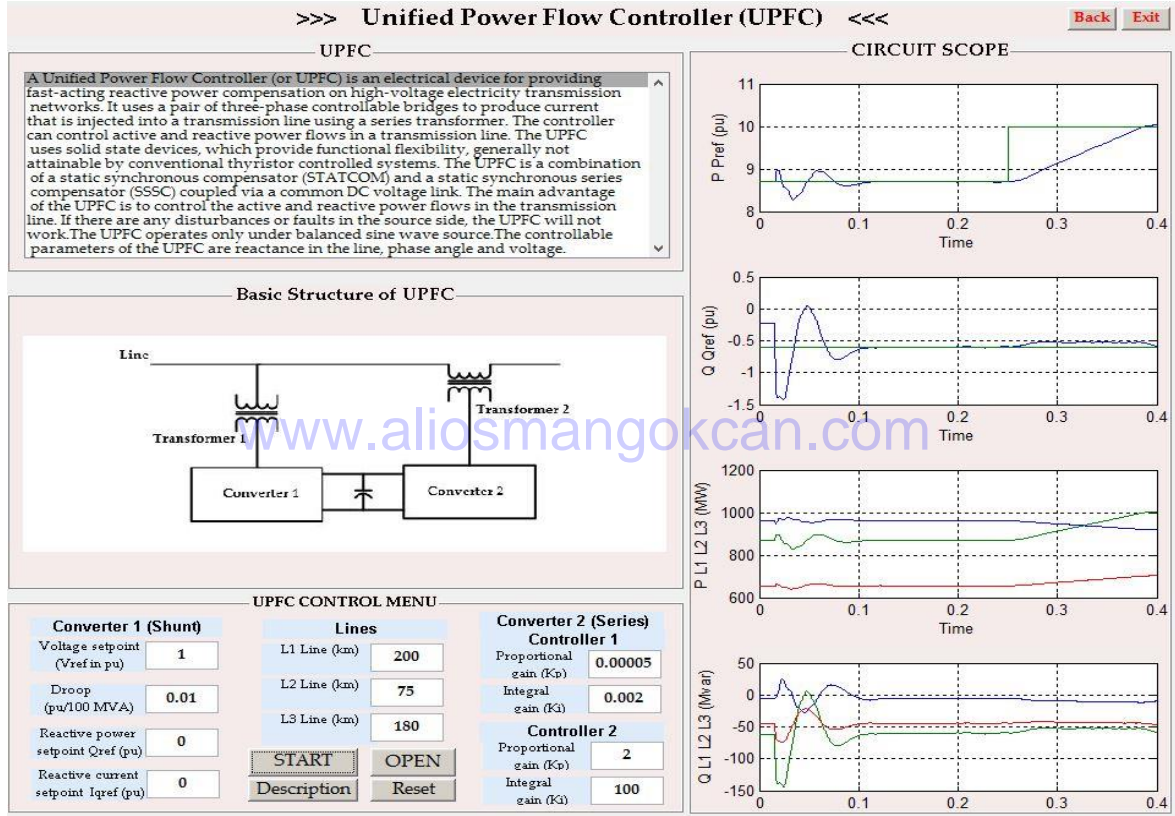 >>> Unified Power Flow Controller (UPFC) <<<
Back Exit
UPFC
A Unified Power Flow Controller (or UPFC) is an electrical device for providing
fast-acting reactive power compensation on high-voltage electricity transmission
networks. It uses a pair of three-phase controllable bridges to produce current
that is injected into a transmission line using a series transformer. The controller
can control active and reactive power flows in a transmission line. The UPFC
uses solid state devices, which provide functional flexibility, generally not
attainable by conventional thyristor controlled systems. The UPFC is a combination
of a static synchronous compensator (STATCOM) and a static synchronous series
compensator (SSSC) coupled via a common DC voltage link. The main advantage
of the UPFC is to control the active and reactive power flows in the transmission
line. If there are any disturbances or faults in the source side, the UPFC will not
work.The UPFC operates only under balanced sine wave source.The controllable
parameters of the UPFC are reactance in the line, phase angle and voltage.
Basic Structure of UPFC
Line
Transformer 2
Transformer 1
Converter 1
Converter 2
www.aliosmangokcan.com
UPFC CONTROL MENU
Converter 1 (Shunt)
Voltage setpoint
(Vref in pu)
1
Droop
(pu/100 MVA)
0.01
Reactive power
setpoint Qref (pu)
0
Reactive current
setpoint Iqref (pu)
0
Lines
L1 Line (km)
200
L2 Line (km)
75
L3 Line (km)
180
START OPEN
Description Reset
Converter 2 (Series)
Controller 1
Proportional
gain (Kp)
0.00005
Integral
gain (Ki)
0.002
Controller 2
Proportional
gain (Kp)
2
Integral
gain (Ki)
100
CIRCUIT SCOPE
P Pref (pu)
11
10
9
8
0 0.1 0.2 0.3 0.4
Time
Q Qref (pu)
0.5
0
-0.5
-1
-1.5
0 0.1 0.2 0.3 0.4
Time
P L1 L2 L3 (MW)
1200
1000
800
600
0 0.1 0.2 0.3 0.4
Time
Q L1 L2 L3 (Mvar)
50
0
-50
-100
-150
0 0.1 0.2 0.3 0.4